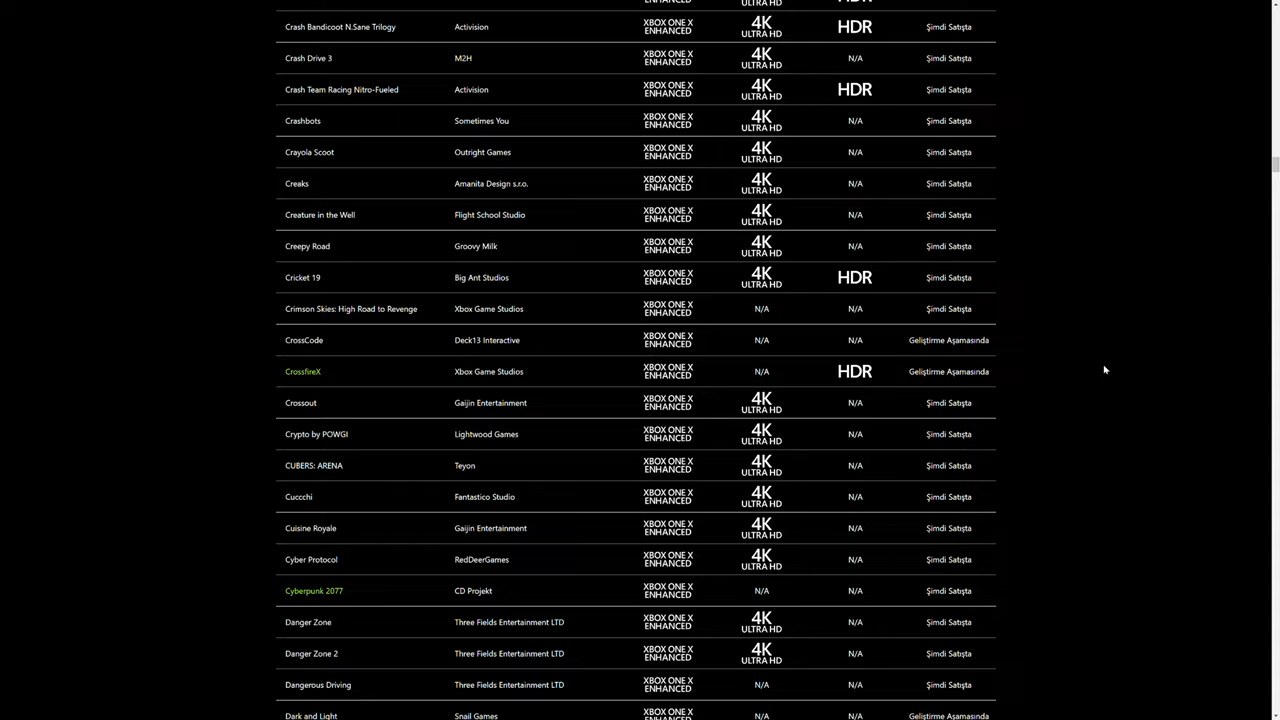 ULTRA HD HDR
Crash Bandicoot N.Sane Trilogy Activision XBOX ONE X ENHANCED 4K ULTRA HD HDR Şimdi Satışta
Crash Drive 3 M2H XBOX ONE X ENHANCED 4K ULTRA HD N/A Şimdi Satışta
Crash Team Racing Nitro-Fueled Activision XBOX ONE X ENHANCED 4K ULTRA HD HDR Şimdi Satışta
Crashbots Sometimes You XBOX ONE X ENHANCED 4K ULTRA HD N/A Şimdi Satışta
Crayola Scoot Outright Games XBOX ONE X ENHANCED 4K ULTRA HD N/A Şimdi Satışta
Creaks Amanita Design s.r.o. XBOX ONE X ENHANCED 4K ULTRA HD N/A Şimdi Satışta
Creature in the Well Flight School Studio XBOX ONE X ENHANCED 4K ULTRA HD N/A Şimdi Satışta
Creepy Road Groovy Milk XBOX ONE X ENHANCED 4K ULTRA HD N/A Şimdi Satışta
Cricket 19 Big Ant Studios XBOX ONE X ENHANCED 4K ULTRA HD HDR Şimdi Satışta
Crimson Skies: High Road to Revenge Xbox Game Studios XBOX ONE X ENHANCED N/A N/A Şimdi Satışta
CrossCode Deck13 Interactive XBOX ONE X ENHANCED N/A N/A Geliştirme Aşamasında
CrossfireX Xbox Game Studios XBOX ONE X ENHANCED N/A HDR Geliştirme Aşamasında
Crossout Gaijin Entertainment XBOX ONE X ENHANCED 4K ULTRA HD N/A Şimdi Satışta
Crypto by POWGI Lightwood Games XBOX ONE X ENHANCED 4K ULTRA HD N/A Şimdi Satışta
CUBERS: ARENA Teyon XBOX ONE X ENHANCED 4K ULTRA HD N/A Şimdi Satışta
Cuccchi Fantastico Studio XBOX ONE X ENHANCED 4K ULTRA HD N/A Şimdi Satışta
Cuisine Royale Gaijin Entertainment XBOX ONE X ENHANCED 4K ULTRA HD N/A Şimdi Satışta
Cyber Protocol RedDeerGames XBOX ONE X ENHANCED 4K ULTRA HD N/A Şimdi Satışta
Cyberpunk 2077 CD Projekt XBOX ONE X ENHANCED N/A N/A Şimdi Satışta
Danger Zone Three Fields Entertainment LTD XBOX ONE X ENHANCED 4K ULTRA HD N/A Şimdi Satışta
Danger Zone 2 Three Fields Entertainment LTD XBOX ONE X ENHANCED 4K ULTRA HD N/A Şimdi Satışta
Dangerous Driving Three Fields Entertainment LTD XBOX ONE X ENHANCED N/A N/A Şimdi Satışta
Dark and Light Snail Games XBOX ONE X ENHANCED N/A N/A Geliştirme Aşamasında